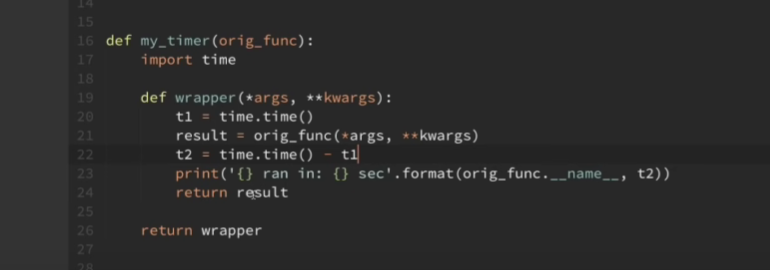 14
15
16 def my_timer(orig_func):
17     import time
18
19     def wrapper(*args, **kwargs):
20         t1 = time.time()
21         result = orig_func(*args, **kwargs)
22         t2 = time.time() - t1
23         print('{} ran in: {} sec'.format(orig_func.__name__, t2))
24         return result
25
26     return wrapper
27
28